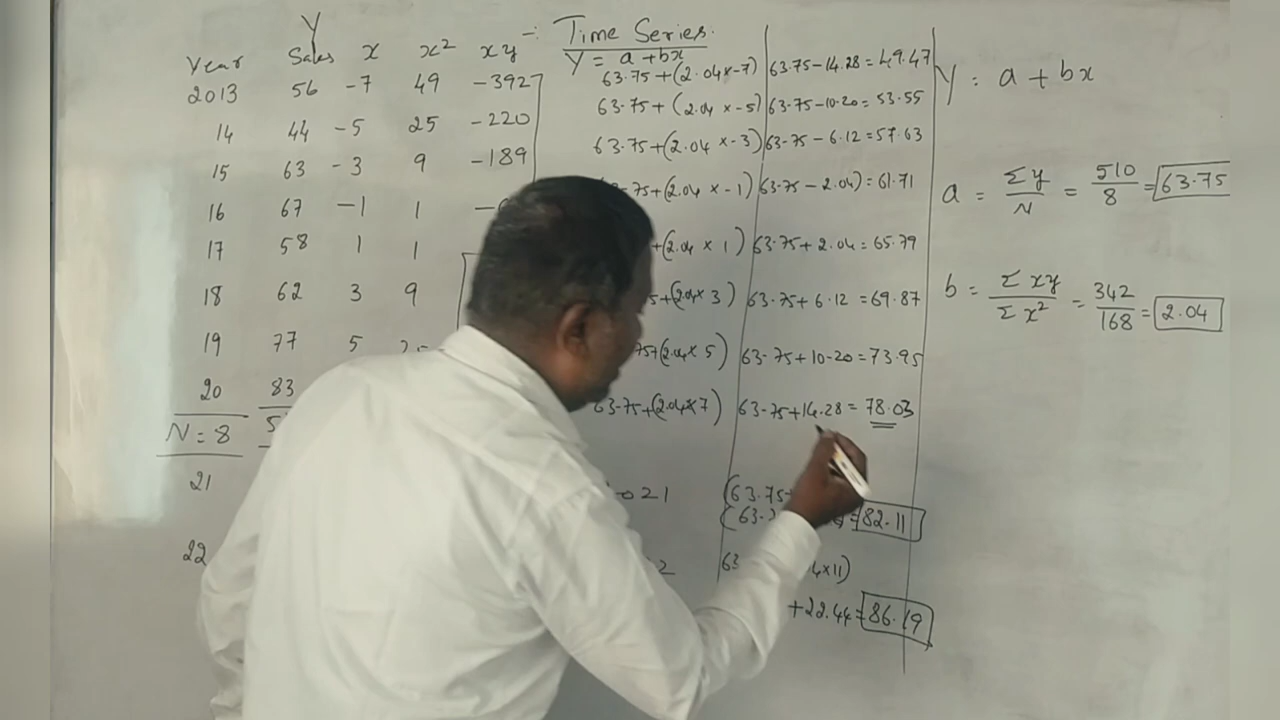 Time Series.
Y
Year Sales x x² xy
2013 56 -7 49 -392
14 44 -5 25 -220
15 63 -3 9 -189
16 67 -1 1
17 58 1 1
18 62 3 9
19 77 5
20 83
N = 8
21
22
Y = a + bx
63.75 + (2.04 x -7) 63.75 - 14.28 = 49.47
63.75 + (2.04 x -5) 63.75 - 10.20 = 53.55
63.75 + (2.04 x -3) 63.75 - 6.12 = 57.63
75 + (2.04 x -1) 63.75 - 2.04) = 61.71
+ (2.04 x 1) 63.75 + 2.04 = 65.79
+ (2.04 x 3) 63.75 + 6.12 = 69.87
(2.04 x 5) 63.75 + 10.20 = 73.95
63.75 + (2.04 x 7) 63.75 + 14.28 = 78.03
021 (63.75
= 82.11
63 4x11)
+ 22.44 = 86.19
Y = a + bx
a = Σy / N = 510 / 8 = 63.75
b = Σxy / Σx² = 342 / 168 = 2.04